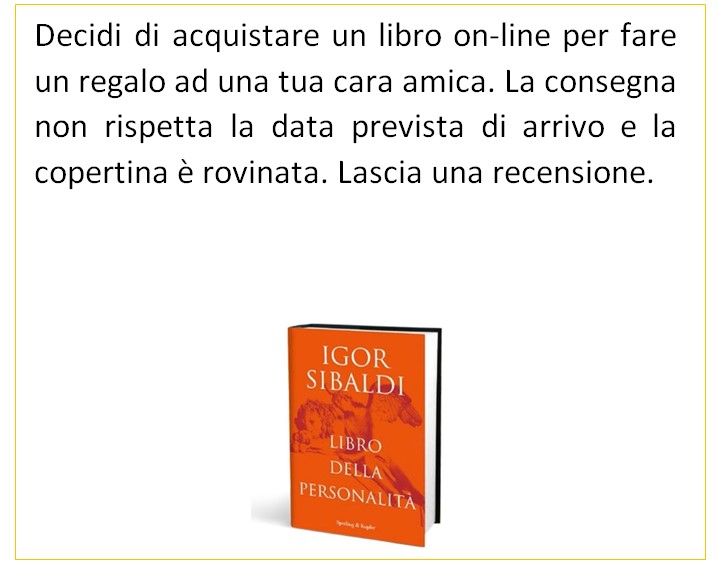 Decidi di acquistare un libro on-line per fare
un regalo ad una tua cara amica. La consegna
non rispetta la data prevista di arrivo e la
copertina è rovinata. Lascia una recensione.
IGOR
SIBALDI
LIBRO
DELLA
PERSONALITÀ
Sperling & Kupfer